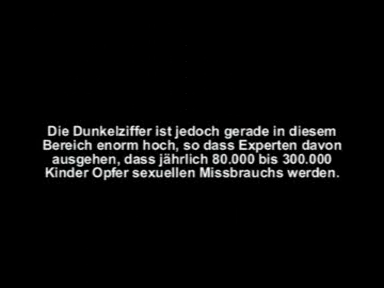 Die Dunkelziffer ist jedoch gerade in diesem
Bereich enorm hoch, so dass Experten davon
ausgehen, dass jährlich 80.000 bis 300.000
Kinder Opfer sexuellen Missbrauchs werden.